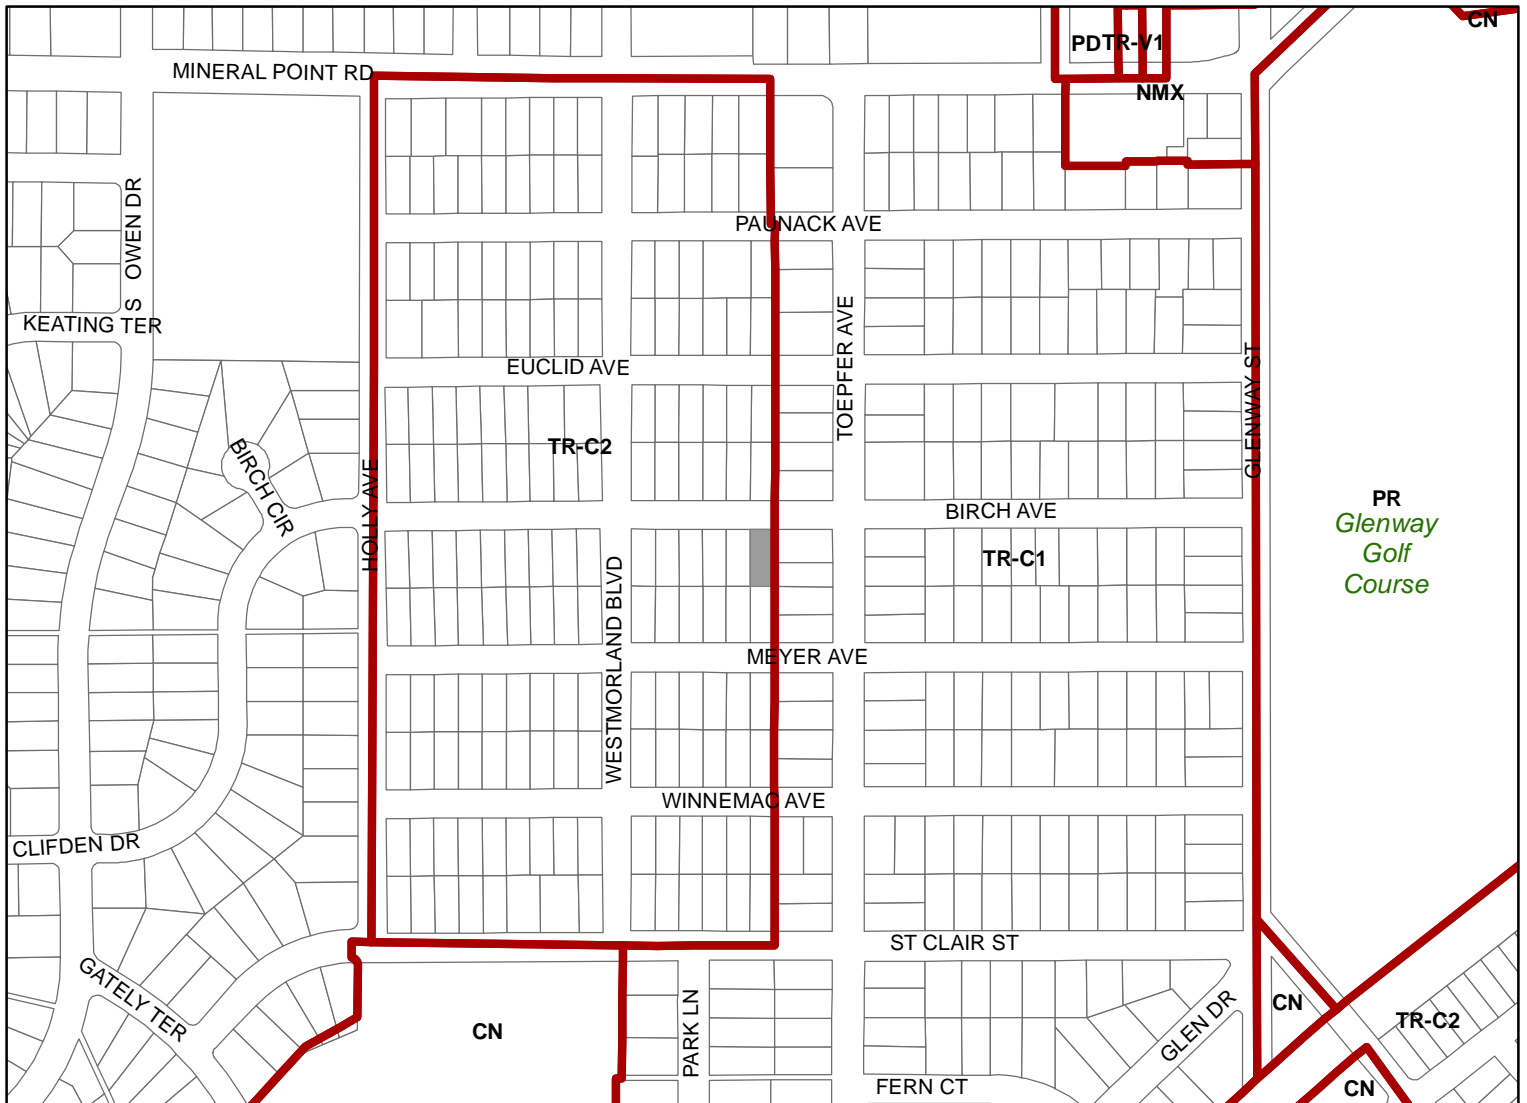 CN
PD
TR-V1
MINERAL POINT RD
NMX
S OWEN DR
PAUNACK AVE
KEATING TER
TOEPFER AVE
EUCLID AVE
GLENWAY ST
TR-C2
BIRCH CIR
HOLLY AVE
BIRCH AVE
PR
Glenway
Golf
Course
TR-C1
WESTMORLAND BLVD
MEYER AVE
WINNEMAC AVE
CLIFDEN DR
ST CLAIR ST
GATELY TER
CN
PARK LN
GLEN DR
CN
TR-C2
FERN CT
CN